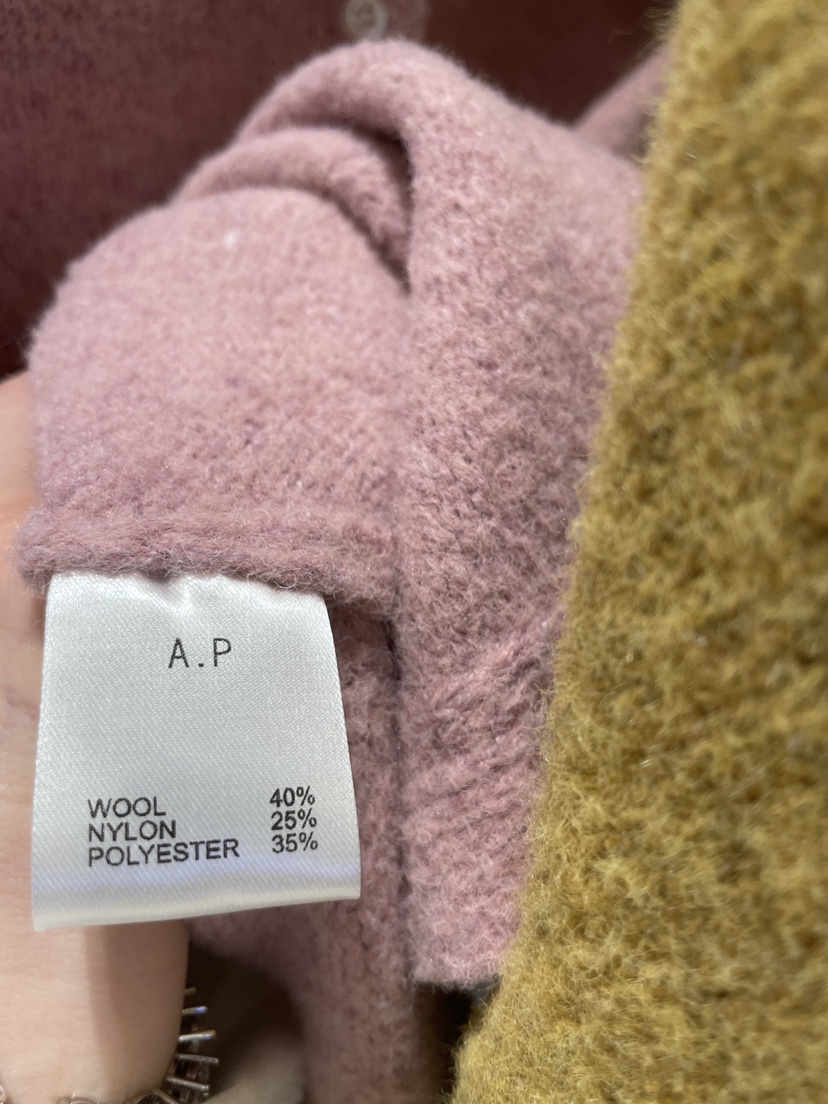 A.P
WOOL 40%
NYLON 25%
POLYESTER 35%